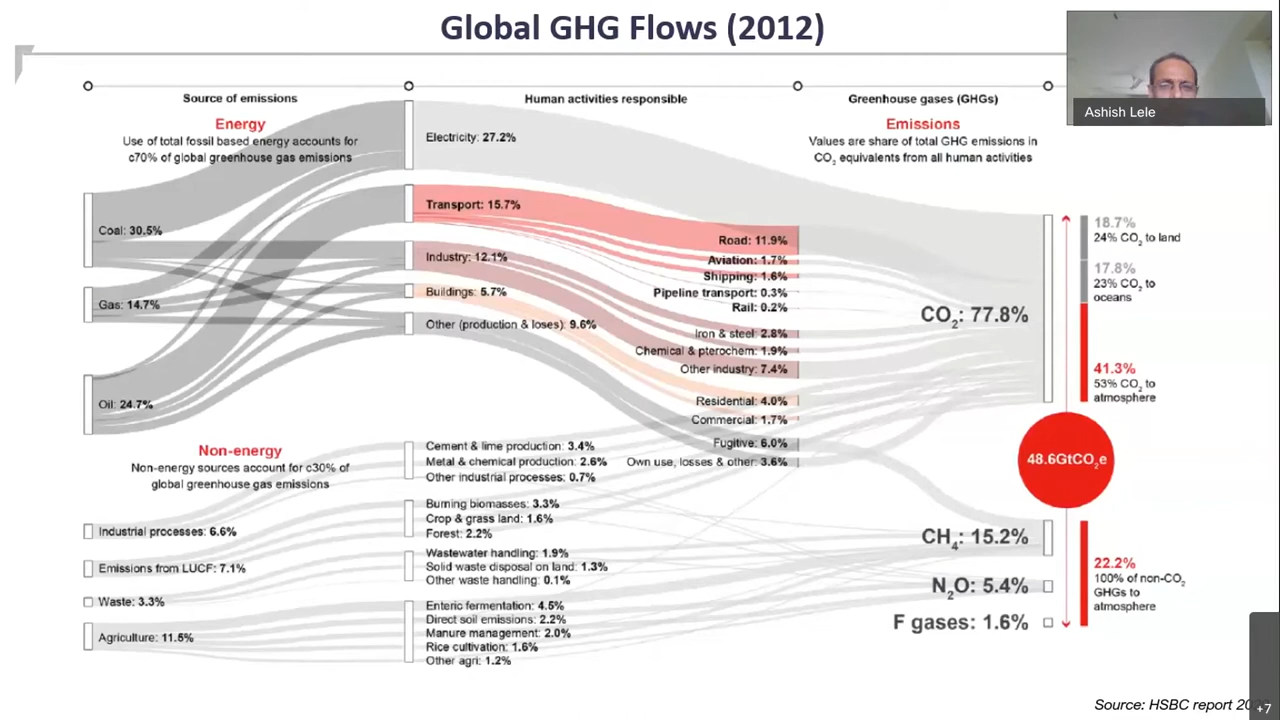 Global GHG Flows (2012)
Ashish Lele
Source of emissions
Human activities responsible
Greenhouse gases (GHGs)
Energy
Use of total fossil based energy accounts for
c70% of global greenhouse gas emissions
Emissions
Values are share of total GHG emissions in
CO₂ equivalents from all human activities
Coal: 30.5%
Gas: 14.7%
Oil: 24.7%
Non-energy
Non-energy sources account for c30% of
global greenhouse gas emissions
Industrial processes: 6.6%
Emissions from LUCF: 7.1%
Waste: 3.3%
Agriculture: 11.5%
Electricity: 27.2%
Transport: 15.7%
Industry: 12.1%
Buildings: 5.7%
Other (production & loses): 9.6%
Cement & lime production: 3.4%
Metal & chemical production: 2.6%
Other industrial processes: 0.7%
Burning biomasses: 3.3%
Crop & grass land: 1.6%
Forest: 2.2%
Wastewater handling: 1.9%
Solid waste disposal on land: 1.3%
Other waste handling: 0.1%
Enteric fermentation: 4.5%
Direct soil emissions: 2.2%
Manure management: 2.0%
Rice cultivation: 1.6%
Other agri: 1.2%
Road: 11.9%
Aviation: 1.7%
Shipping: 1.6%
Pipeline transport: 0.3%
Rail: 0.2%
Iron & steel: 2.8%
Chemical & pterochem: 1.9%
Other industry: 7.4%
Residential: 4.0%
Commercial: 1.7%
Fugitive: 6.0%
Own use, losses & other: 3.6%
CO₂: 77.8%
CH₄: 15.2%
N₂O: 5.4%
F gases: 1.6%
18.7%
24% CO₂ to land
17.8%
23% CO₂ to
oceans
41.3%
53% CO₂ to
atmosphere
48.6GtCO₂e
22.2%
100% of non-CO₂
GHGs to
atmosphere
Source: HSBC report
+7